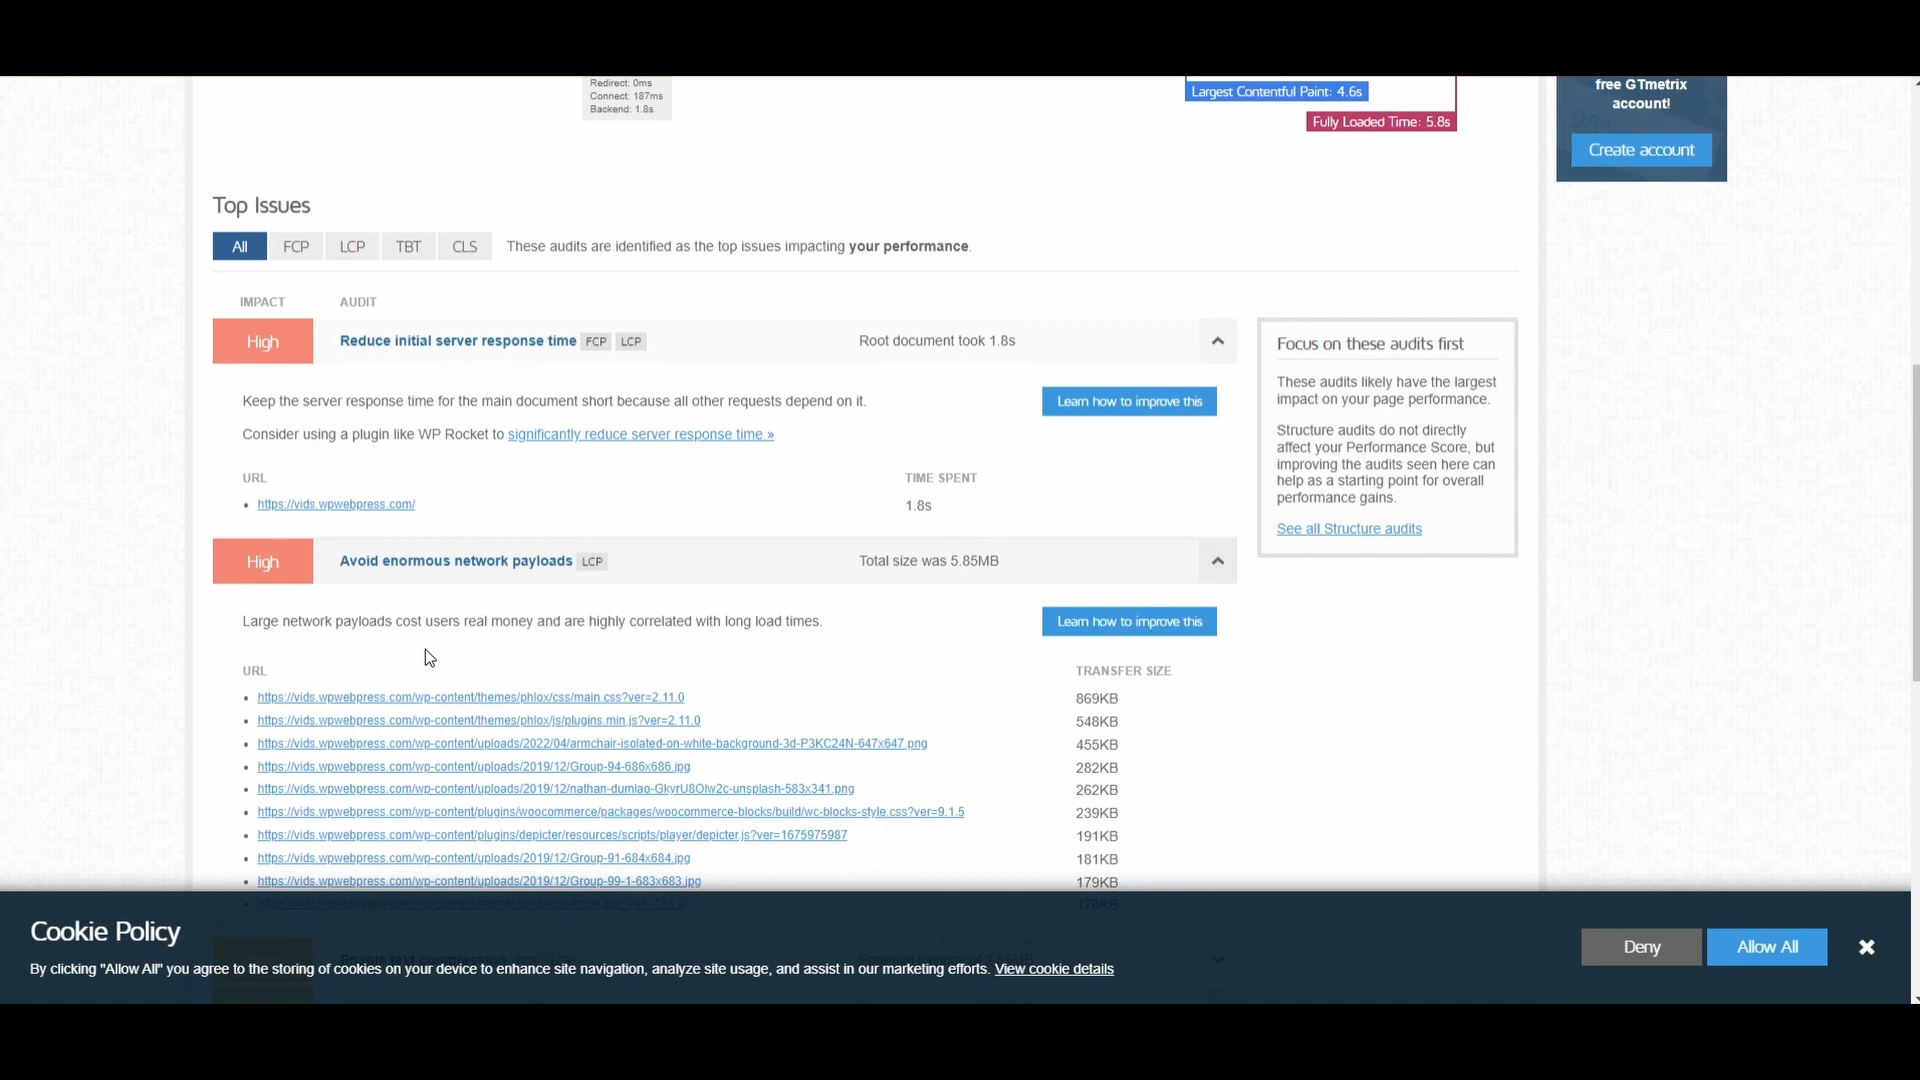 Redirect: 0ms
Connect: 187ms
Backend: 1.8s
Largest Contentful Paint: 4.6s
Fully Loaded Time: 5.8s
free GTmetrix
account!
Create account
Top Issues
All FCP LCP TBT CLS These audits are identified as the top issues impacting your performance.
IMPACT AUDIT
High Reduce initial server response time FCP LCP Root document took 1.8s
Keep the server response time for the main document short because all other requests depend on it.
Learn how to improve this
Consider using a plugin like WP Rocket to significantly reduce server response time »
URL TIME SPENT
https://vids.wpwebpress.com/ 1.8s
Focus on these audits first
These audits likely have the largest
impact on your page performance.
Structure audits do not directly
affect your Performance Score, but
improving the audits seen here can
help as a starting point for overall
performance gains.
See all Structure audits
High Avoid enormous network payloads LCP Total size was 5.85MB
Large network payloads cost users real money and are highly correlated with long load times.
Learn how to improve this
URL TRANSFER SIZE
https://vids.wpwebpress.com/wp-content/themes/phlox/css/main.css?ver=2.11.0 869KB
https://vids.wpwebpress.com/wp-content/themes/phlox/js/plugins.min.js?ver=2.11.0 548KB
https://vids.wpwebpress.com/wp-content/uploads/2022/04/armchair-isolated-on-white-background-3d-P3KC24N-647x647.png 455KB
https://vids.wpwebpress.com/wp-content/uploads/2019/12/Group-94-686x686.jpg 282KB
https://vids.wpwebpress.com/wp-content/uploads/2019/12/nathan-dumlao-GkyrU8Olw2c-unsplash-583x341.png 262KB
https://vids.wpwebpress.com/wp-content/plugins/woocommerce/packages/woocommerce-blocks/build/wc-blocks-style.css?ver=9.1.5 239KB
https://vids.wpwebpress.com/wp-content/plugins/depicter/resources/scripts/player/depicter.js?ver=1675975987 191KB
https://vids.wpwebpress.com/wp-content/uploads/2019/12/Group-91-684x684.jpg 181KB
https://vids.wpwebpress.com/wp-content/uploads/2019/12/Group-99-1-683x683.jpg 179KB
178KB
Enable text compression
Cookie Policy
By clicking "Allow All" you agree to the storing of cookies on your device to enhance site navigation, analyze site usage, and assist in our marketing efforts. View cookie details
Deny Allow All